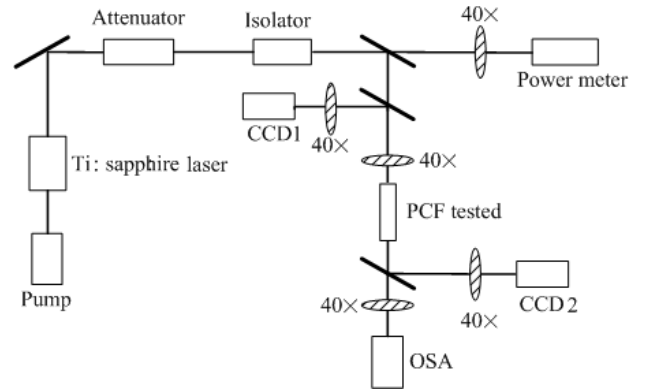 40×
Attenuator
Isolator
Power meter
CCD1
40×
40×
Ti: sapphire laser
PCF tested
Pump
40×
40×
CCD 2
OSA